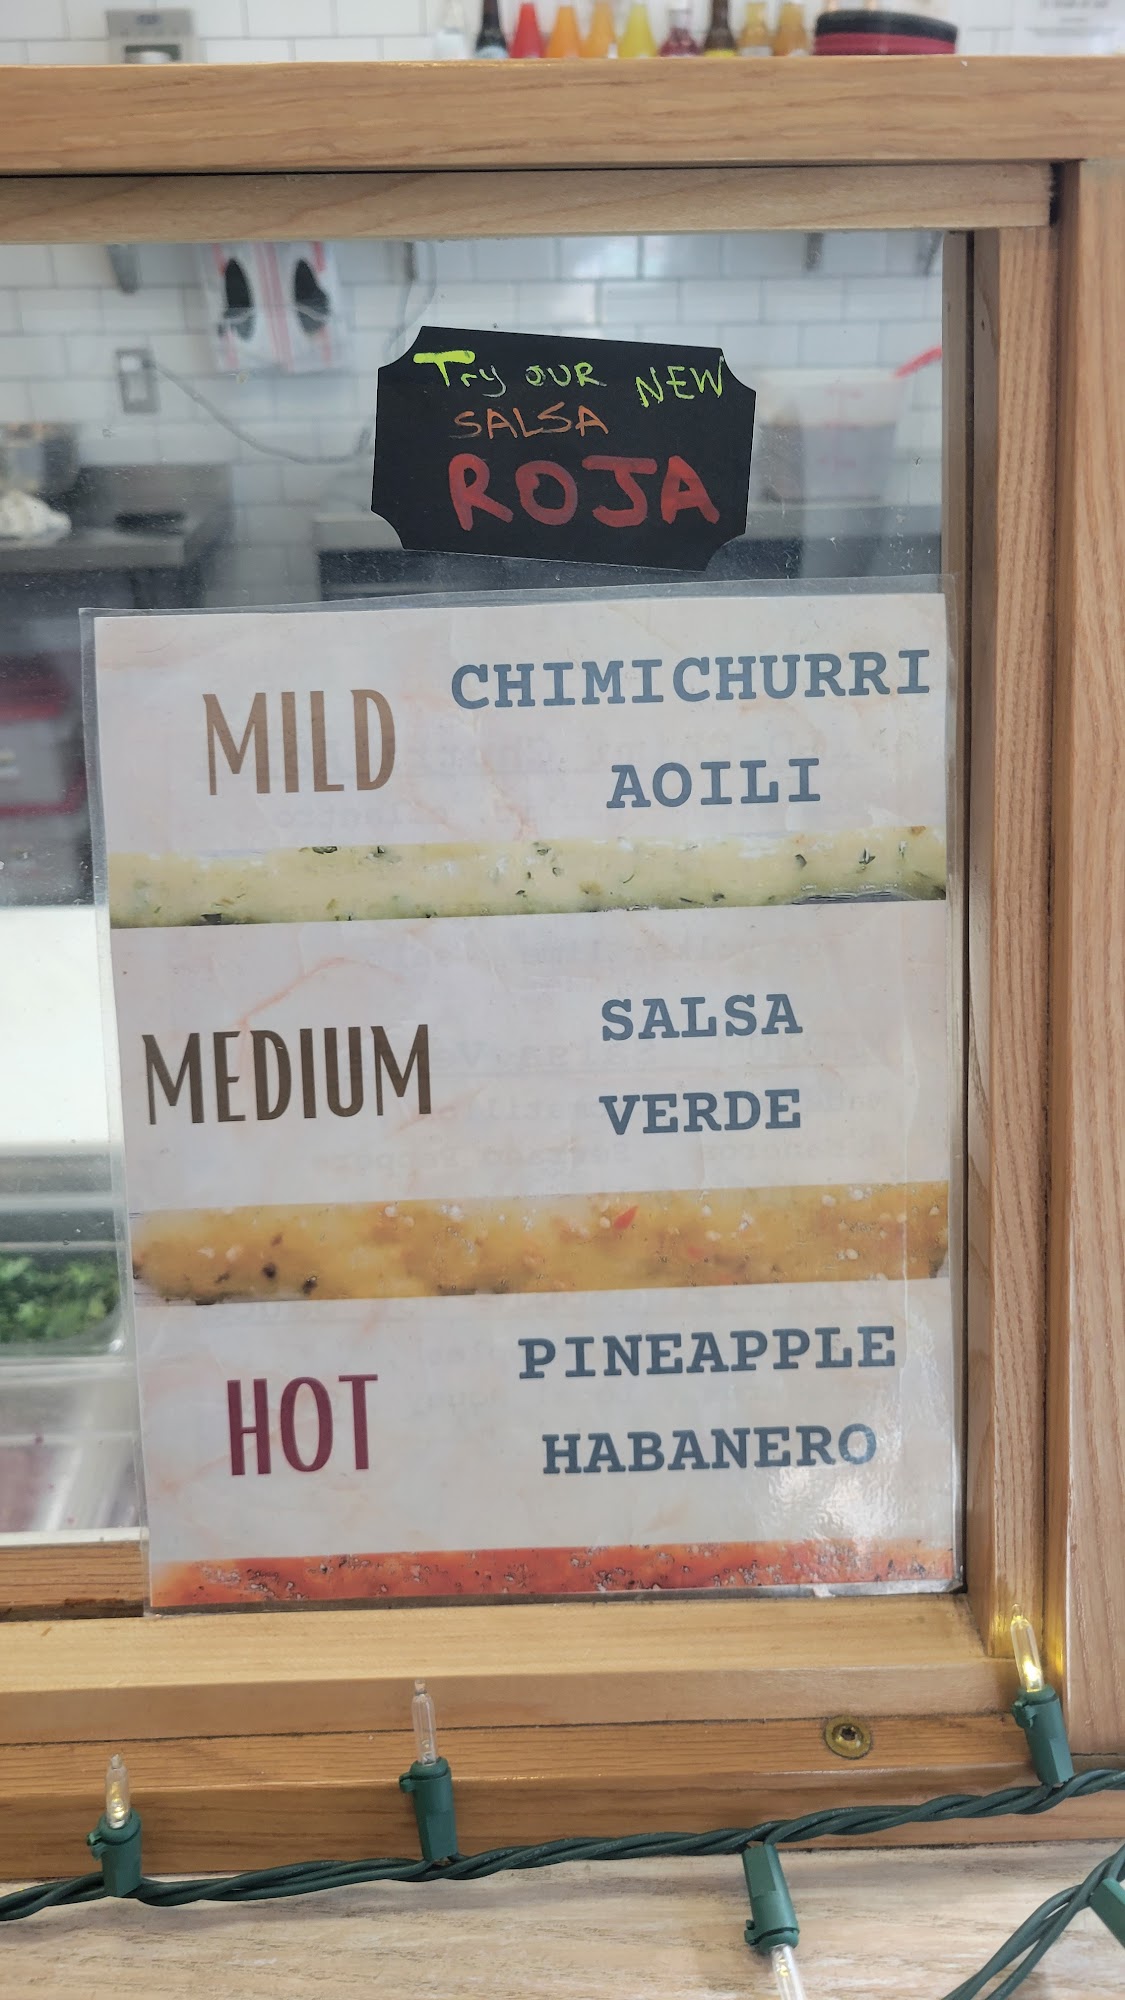 Try OUR NEW
SALSA
ROJA
MILD
CHIMICHURRI
AOILI
MEDIUM
SALSA
VERDE
HOT
PINEAPPLE
HABANERO